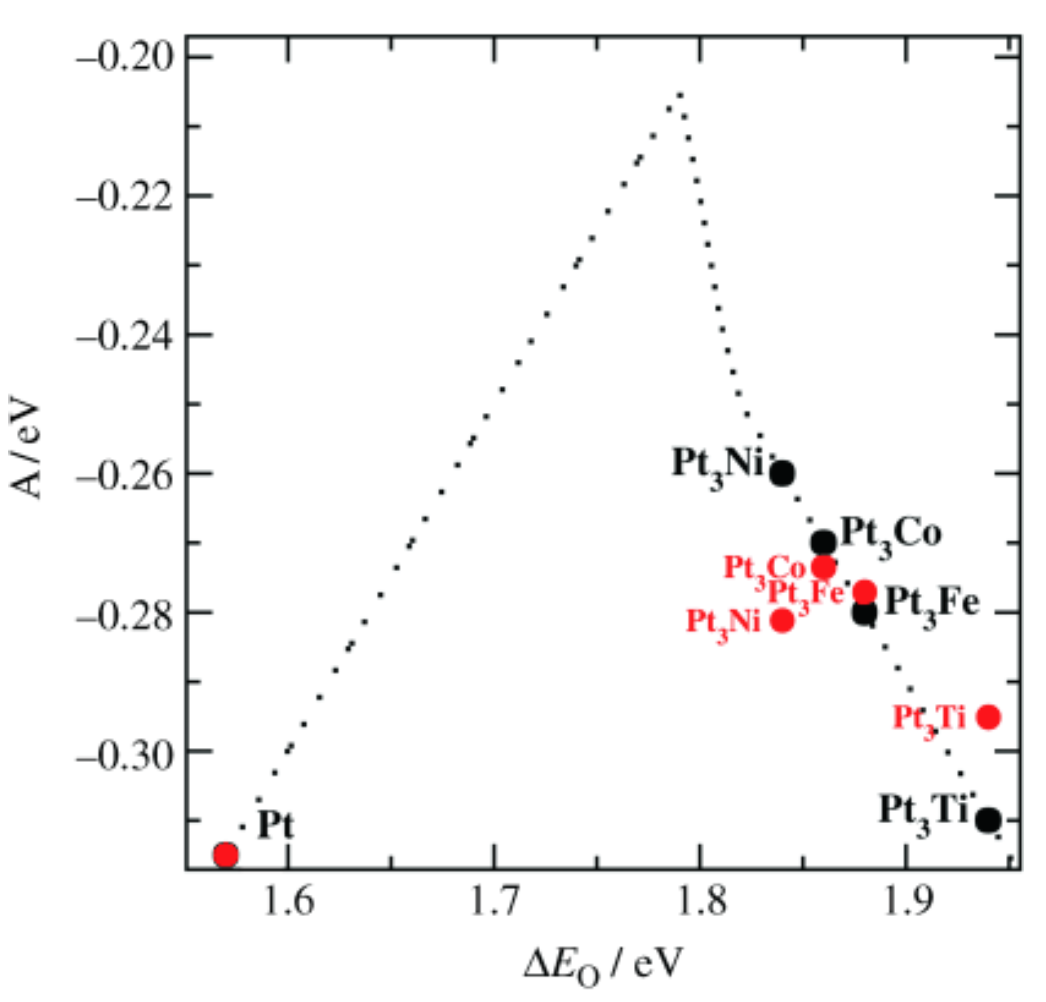 −0.20
−0.22
−0.24
−0.26
−0.28
−0.30
A / eV
Pt₃Ni
Pt₃Co
Pt₃Co
Pt₃Fe
Pt₃Fe
Pt₃Ni
Pt₃Ti
Pt₃Ti
Pt
1.6 1.7 1.8 1.9
ΔE_O / eV